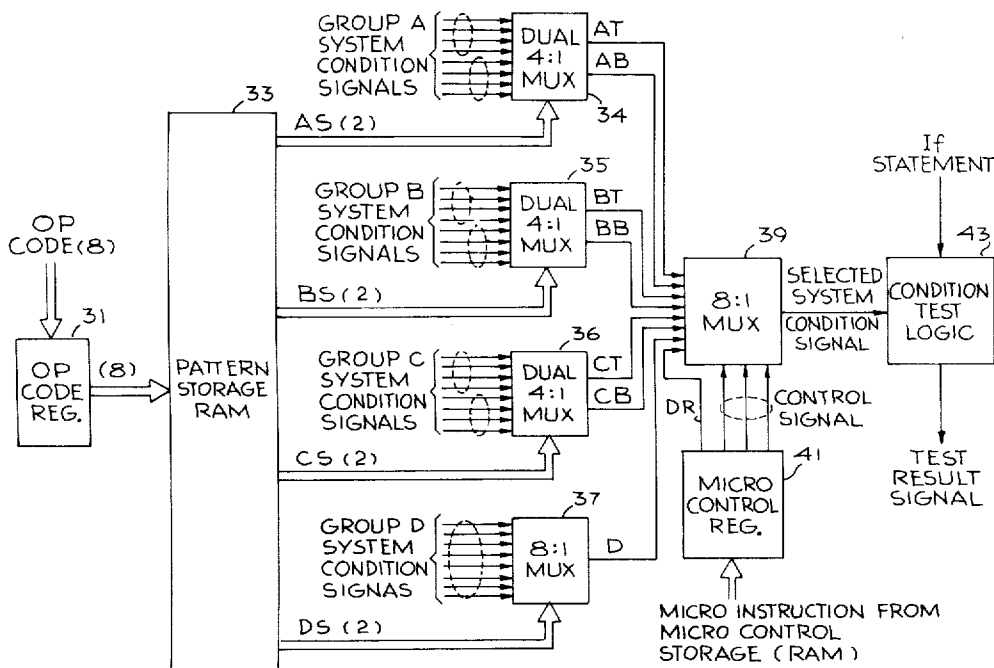 GROUP A
SYSTEM
CONDITION
SIGNALS
DUAL
4:1
MUX
AT
AB
34
33
AS (2)
GROUP B
SYSTEM
CONDITION
SIGNALS
35
DUAL
4:1
MUX
BT
BB
BS (2)
OP
CODE (8)
31
OP
CODE
REG.
(8)
PATTERN
STORAGE
RAM
GROUP C
SYSTEM
CONDITION
SIGNALS
36
DUAL
4:1
MUX
CT
CB
CS (2)
GROUP D
SYSTEM
CONDITION
SIGNAS
37
8:1
MUX
D
DS (2)
39
8:1
MUX
SELECTED
SYSTEM
CONDITION
SIGNAL
If
STATEMENT
43
CONDITION
TEST
LOGIC
TEST
RESULT
SIGNAL
DR
CONTROL
SIGNAL
41
MICRO
CONTROL
REG.
MICRO INSTRUCTION FROM
MICRO CONTROL
STORAGE (RAM)